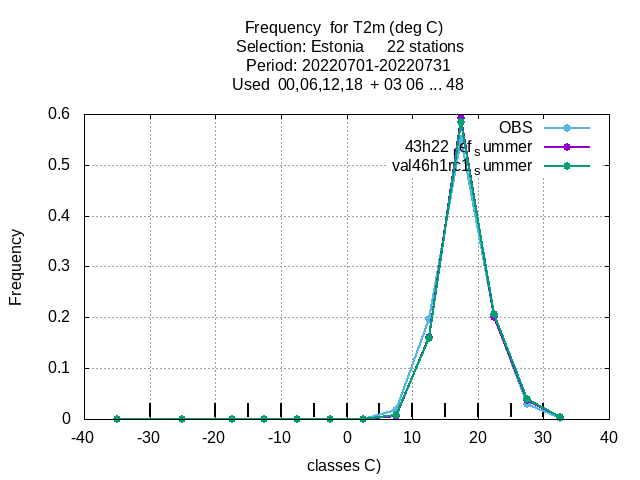 Frequency for T2m (deg C)
Selection: Estonia 22 stations
Period: 20220701-20220731
Used 00,06,12,18 + 03 06 ... 48
OBS
43h22_ref_summer
val46h1rc1_summer
Frequency
0.6
0.5
0.4
0.3
0.2
0.1
0
-40 -30 -20 -10 0 10 20 30 40
classes C)